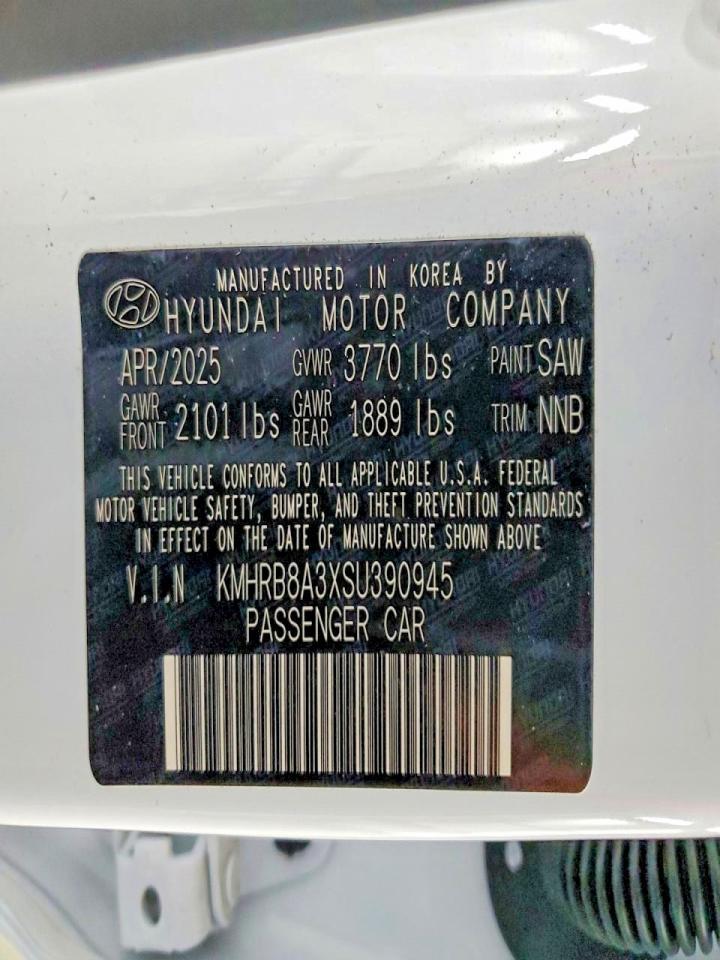 MANUFACTURED IN KOREA BY
HYUNDAI MOTOR COMPANY
APR/2025 GVWR 3770 lbs PAINT SAW
GAWR FRONT 2101 lbs GAWR REAR 1889 lbs TRIM NNB
THIS VEHICLE CONFORMS TO ALL APPLICABLE U.S.A. FEDERAL
MOTOR VEHICLE SAFETY, BUMPER, AND THEFT PREVENTION STANDARDS
IN EFFECT ON THE DATE OF MANUFACTURE SHOWN ABOVE
V.I.N KMHRB8A3XSU390945
PASSENGER CAR